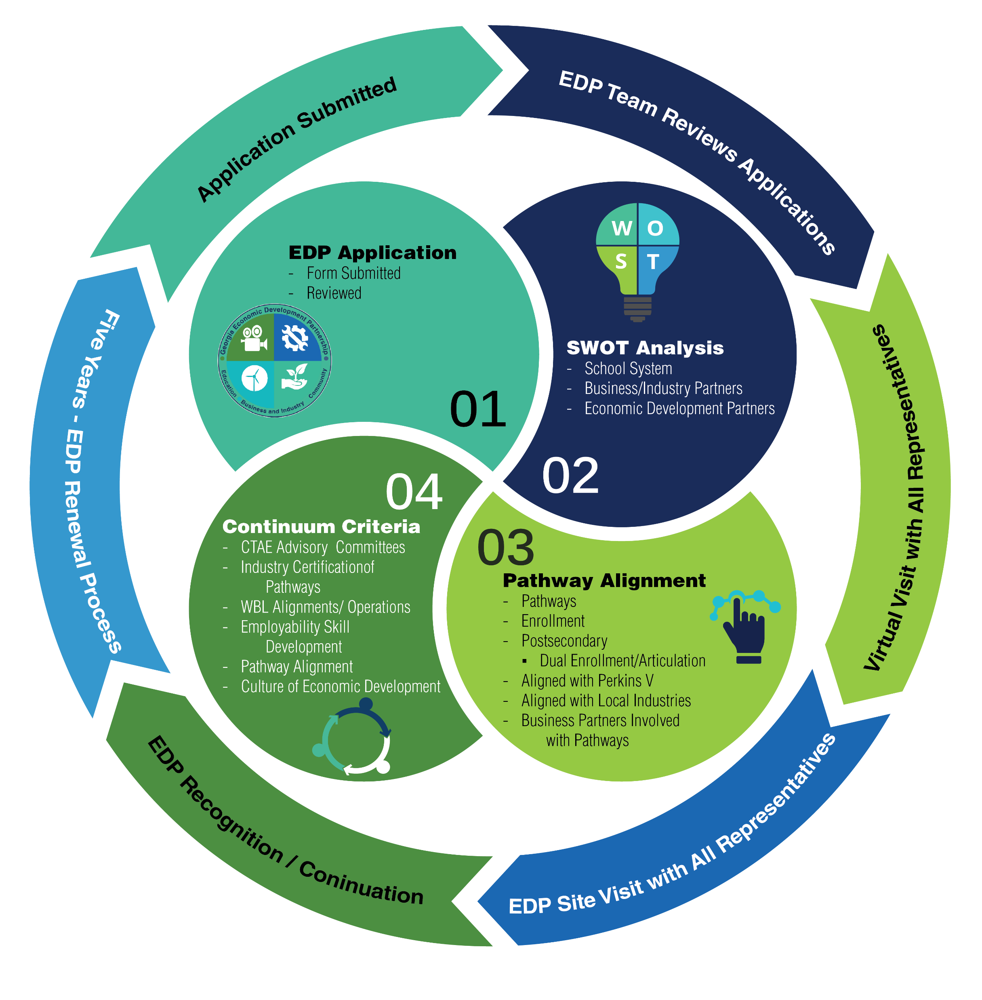 Application Submitted
EDP Team Reviews Applications
Virtual Visit with All Representatives
EDP Site Visit with All Representatives
EDP Recognition / Coninuation
Five Years - EDP Renewal Process
EDP Application
- Form Submitted
- Reviewed
Georgia Economic Development Partnership
Education Business and Industry Community
01
W O
S T
SWOT Analysis
- School System
- Business/Industry Partners
- Economic Development Partners
02
03
Pathway Alignment
- Pathways
- Enrollment
- Postsecondary
▪ Dual Enrollment/Articulation
- Aligned with Perkins V
- Aligned with Local Industries
- Business Partners Involved
with Pathways
04
Continuum Criteria
- CTAE Advisory Committees
- Industry Certificationof
Pathways
- WBL Alignments/ Operations
- Employability Skill
Development
- Pathway Alignment
- Culture of Economic Development